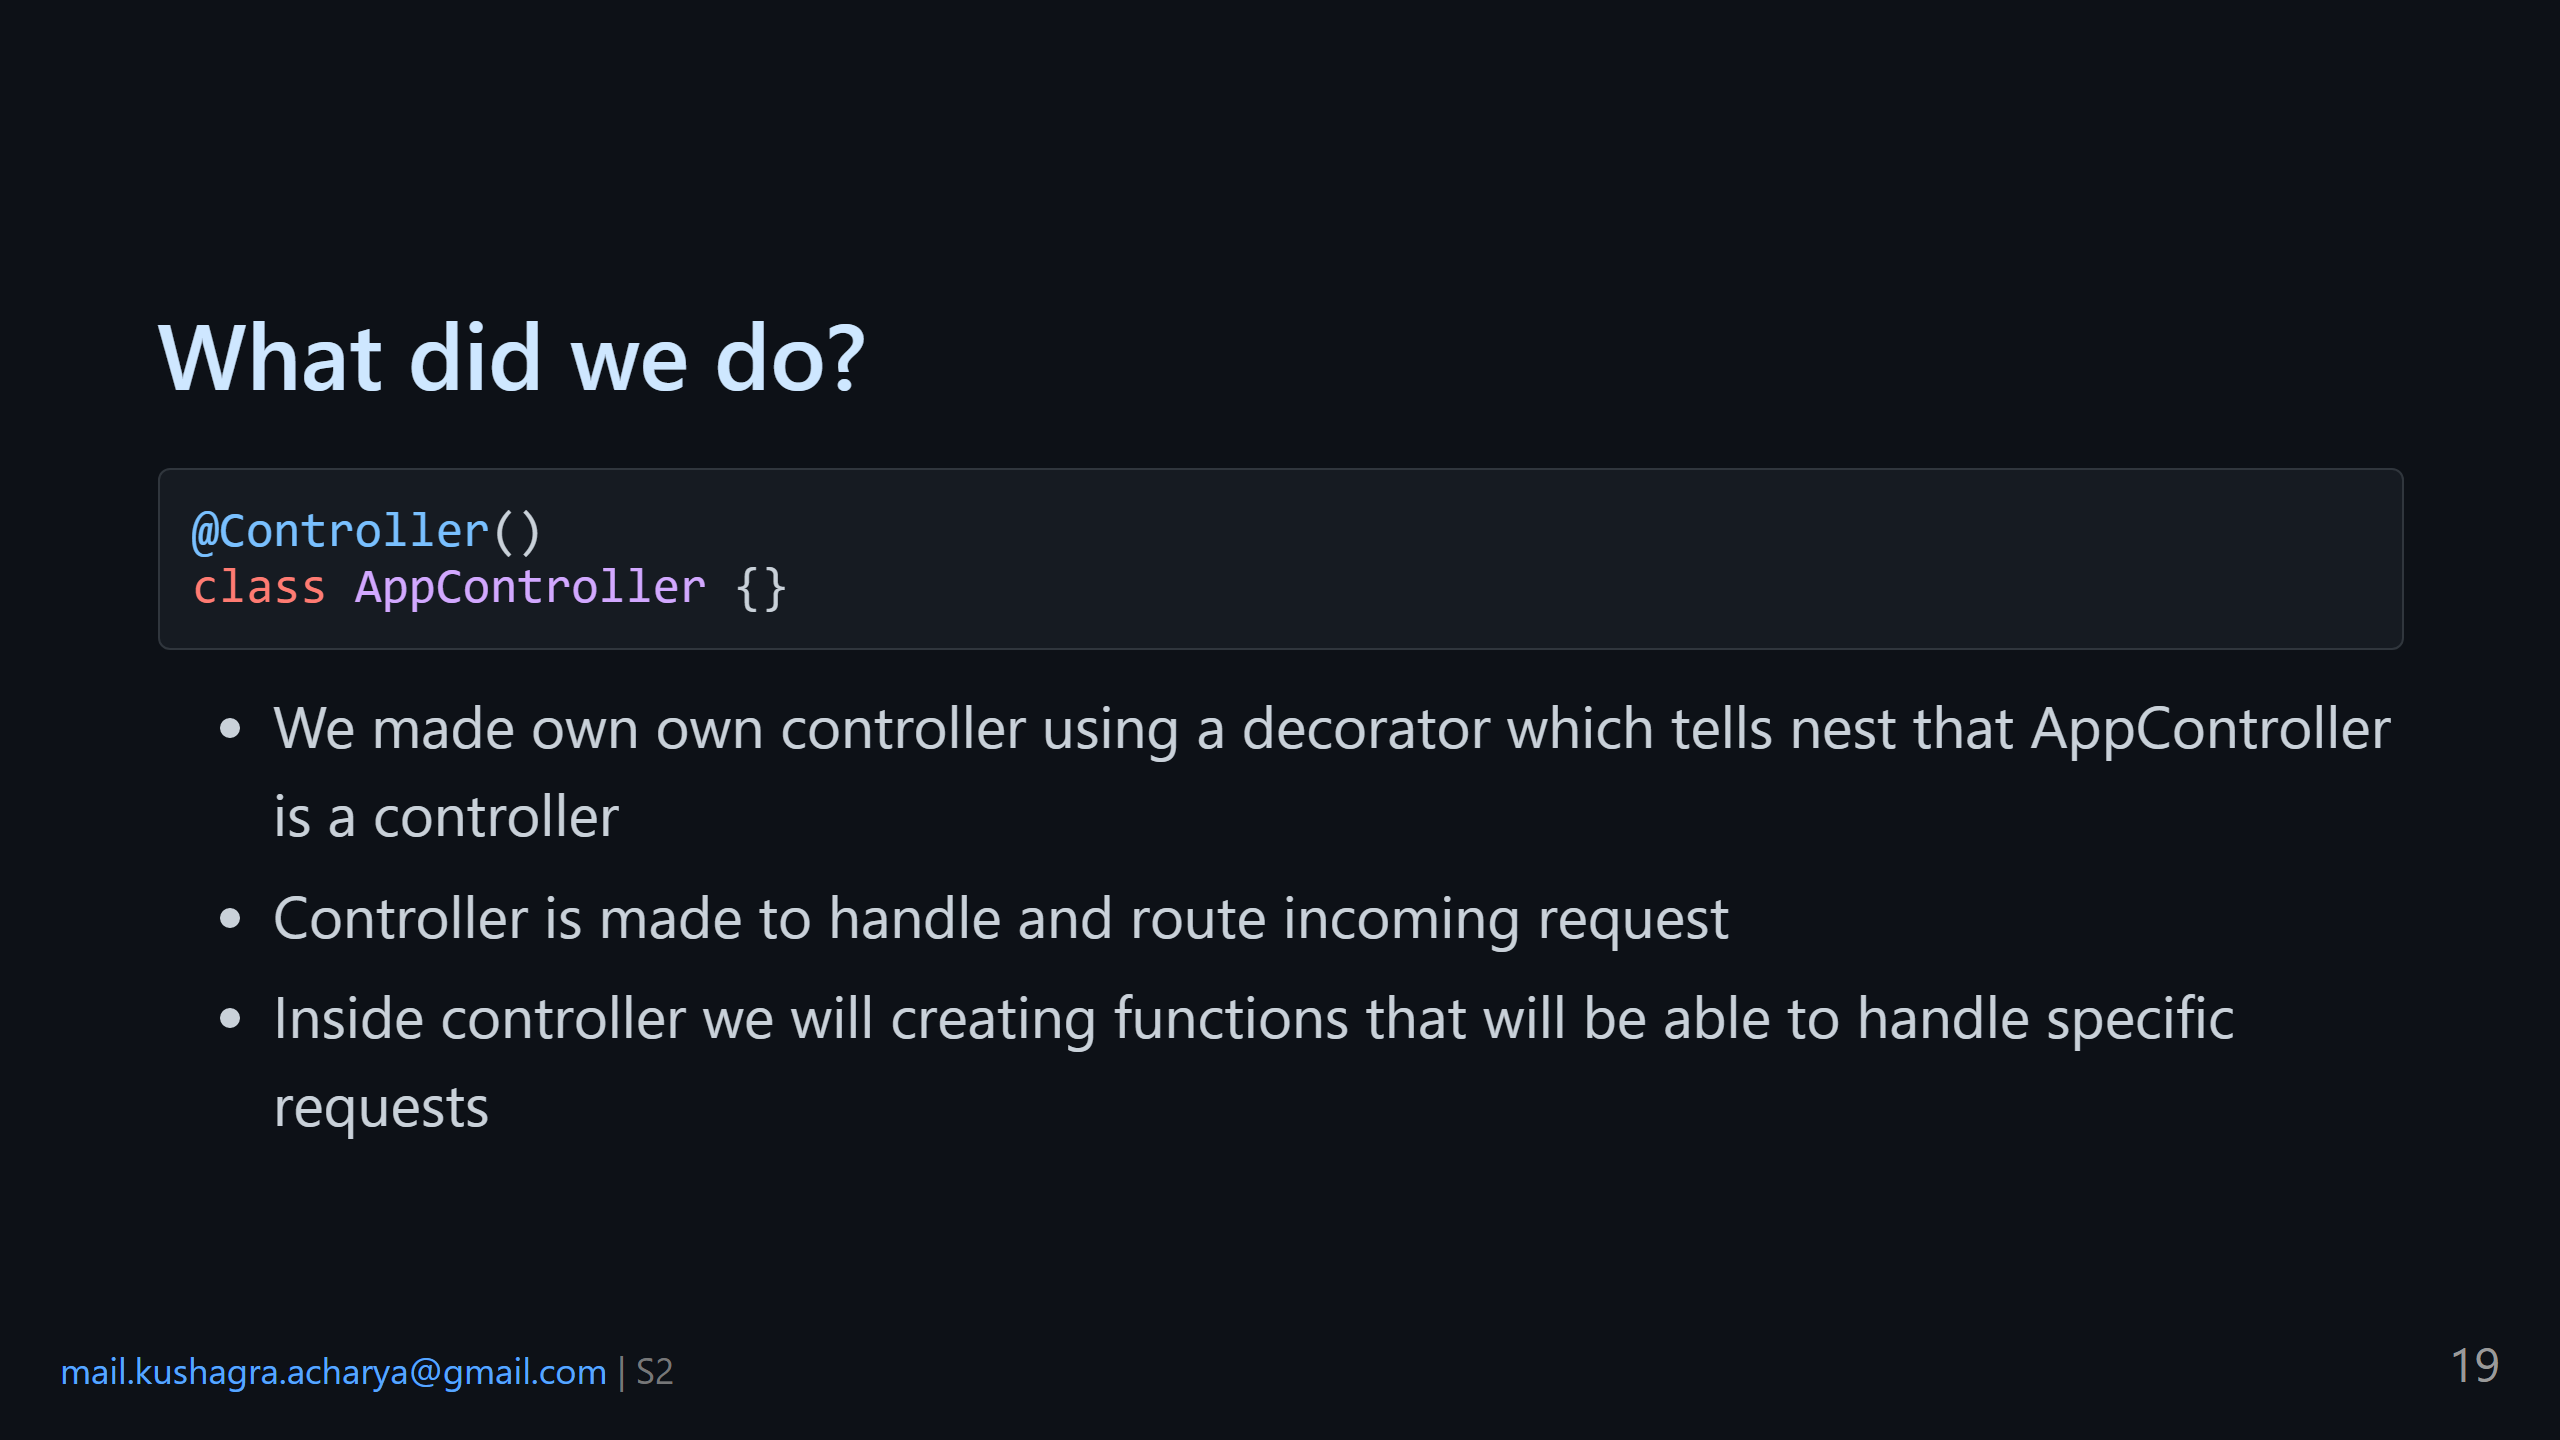 What did we do?
@Controller()
class AppController {}
• We made own own controller using a decorator which tells nest that AppController
is a controller
• Controller is made to handle and route incoming request
• Inside controller we will creating functions that will be able to handle specific
requests
mail.kushagra.acharya@gmail.com | S2
19